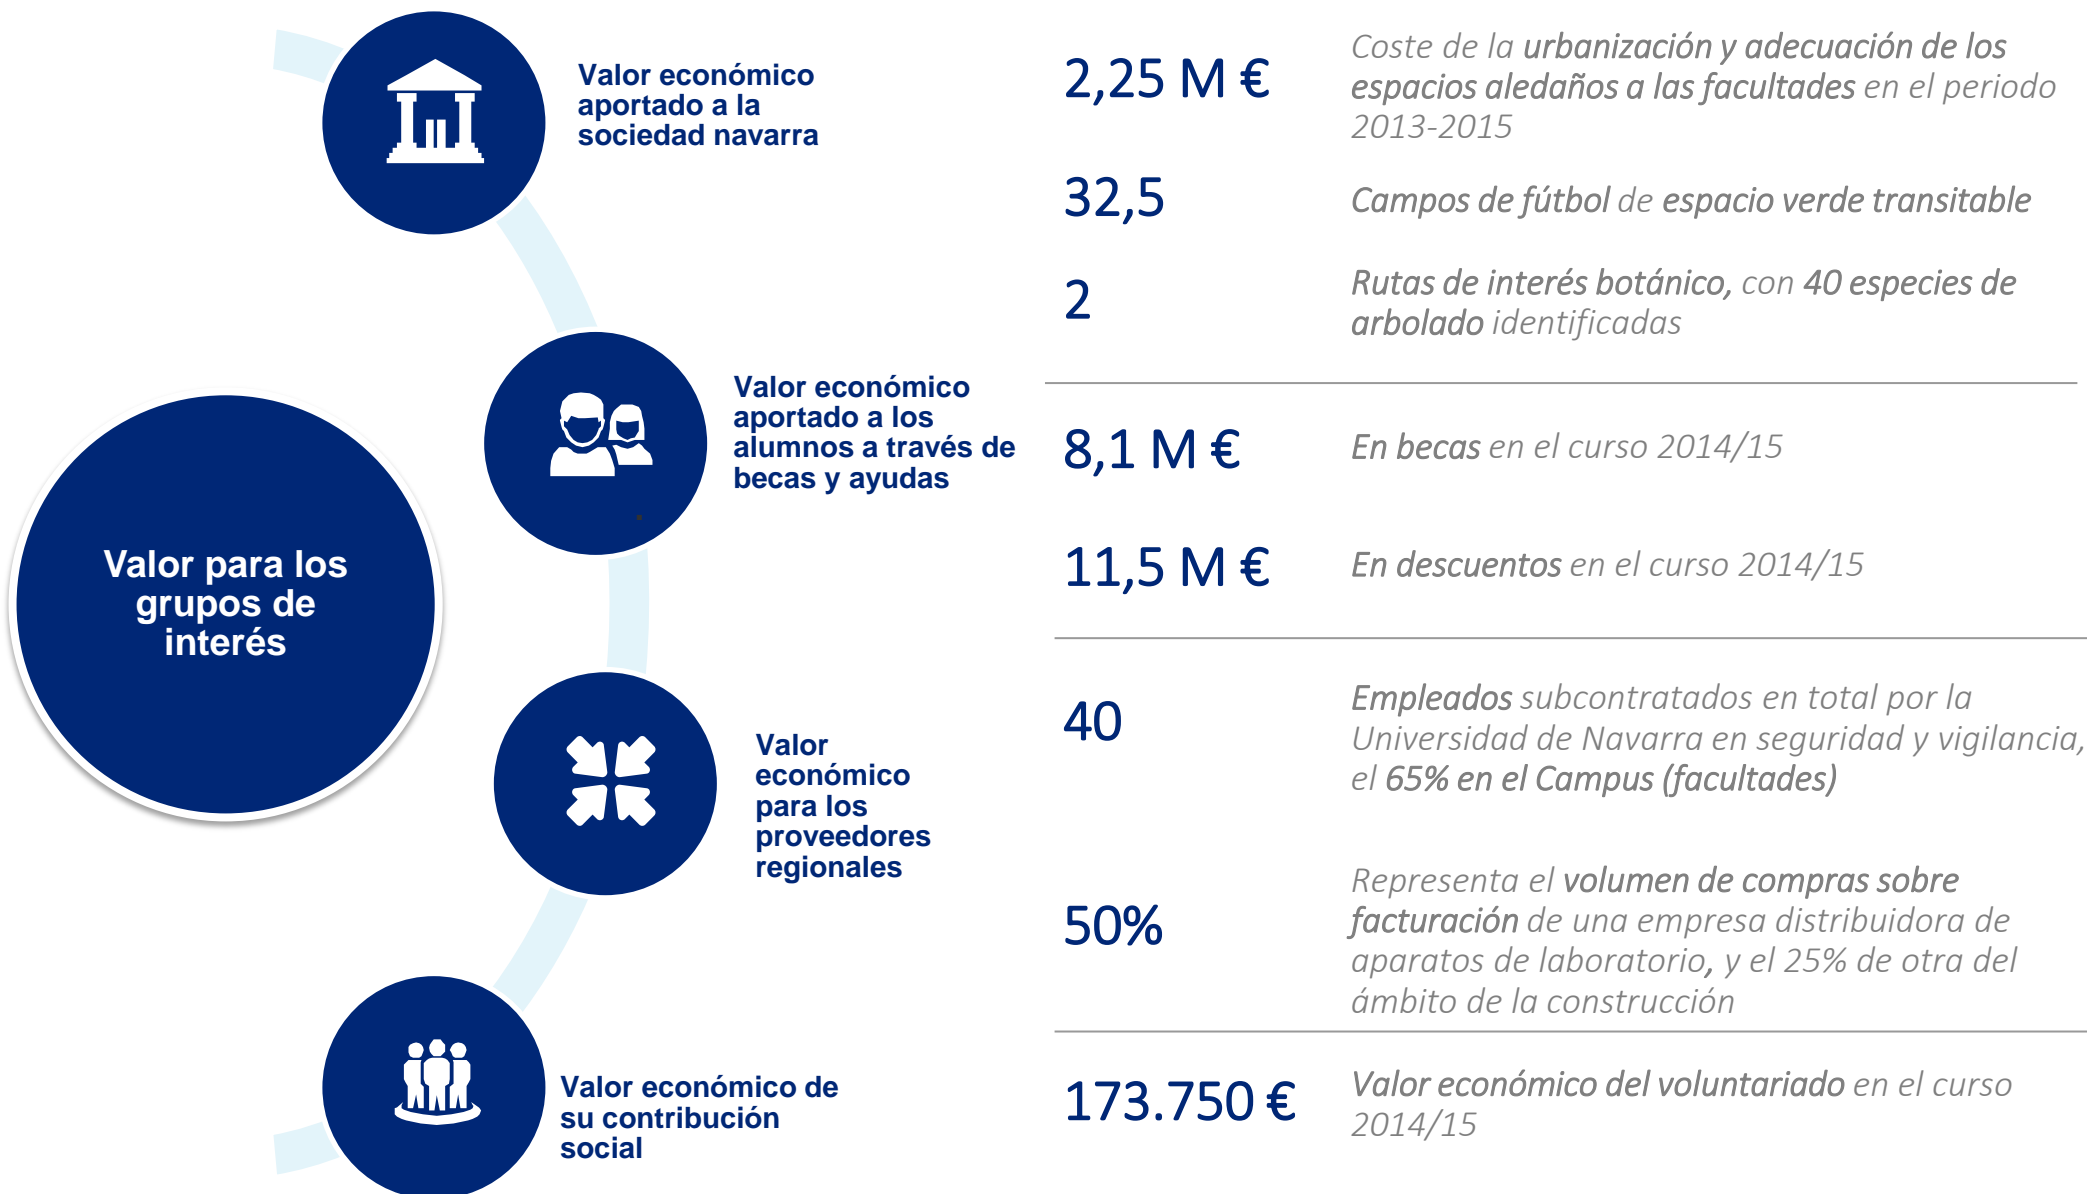 Valor para los
grupos de
interés
Valor económico
aportado a la
sociedad navarra
2,25 M €
Coste de la urbanización y adecuación de los
espacios aledaños a las facultades en el periodo
2013-2015
32,5
Campos de fútbol de espacio verde transitable
2
Rutas de interés botánico, con 40 especies de
arbolado identificadas
Valor económico
aportado a los
alumnos a través de
becas y ayudas
8,1 M €
En becas en el curso 2014/15
11,5 M €
En descuentos en el curso 2014/15
Valor
económico
para los
proveedores
regionales
40
Empleados subcontratados en total por la
Universidad de Navarra en seguridad y vigilancia,
el 65% en el Campus (facultades)
50%
Representa el volumen de compras sobre
facturación de una empresa distribuidora de
aparatos de laboratorio, y el 25% de otra del
ámbito de la construcción
Valor económico de
su contribución
social
173.750 €
Valor económico del voluntariado en el curso
2014/15